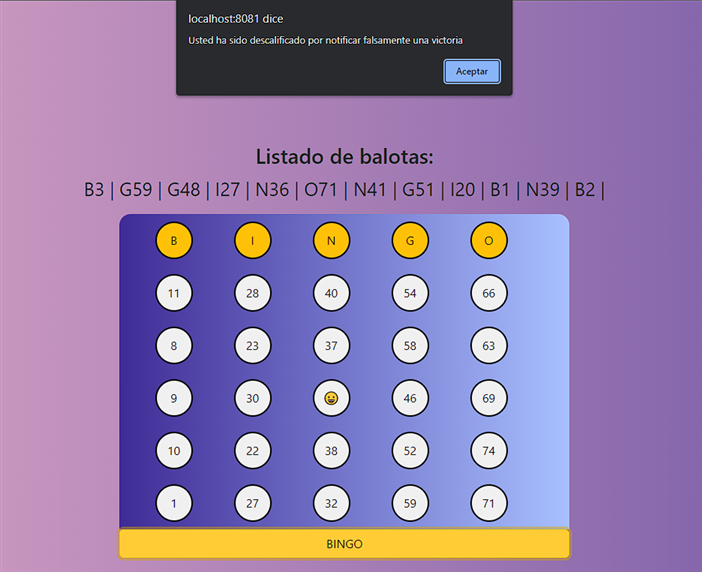 localhost:8081 dice
Usted ha sido descalificado por notificar falsamente una victoria
Aceptar
Listado de balotas:
B3 | G59 | G48 | I27 | N36 | O71 | N41 | G51 | I20 | B1 | N39 | B2 |
B I N G O
11 28 40 54 66
8 23 37 58 63
9 30 😀 46 69
10 22 38 52 74
1 27 32 59 71
BINGO